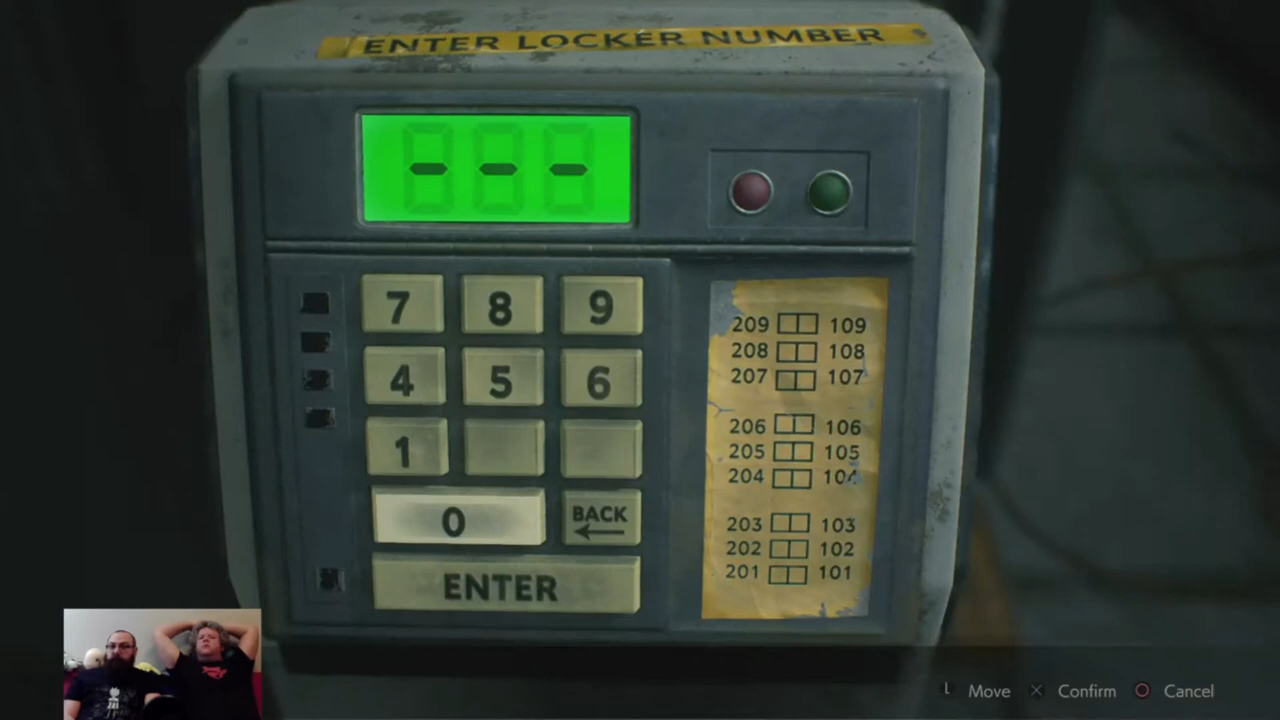 ENTER LOCKER NUMBER
- - -
7 8 9
4 5 6
1
0 BACK
ENTER
209 109
208 108
207 107
206 106
205 105
204 104
203 103
202 102
201 101
L Move Confirm Cancel